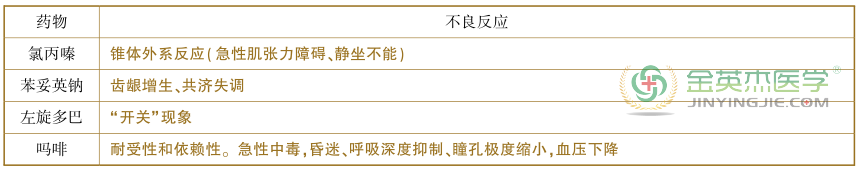 药物 不良反应
氯丙嗪 锥体外系反应(急性肌张力障碍、静坐不能)
苯妥英钠 齿龈增生、共济失调
左旋多巴 “开关”现象
吗啡 耐受性和依赖性。急性中毒,昏迷、呼吸深度抑制、瞳孔极度缩小,血压下降
金英杰医学®
JINYINGJIE.COM